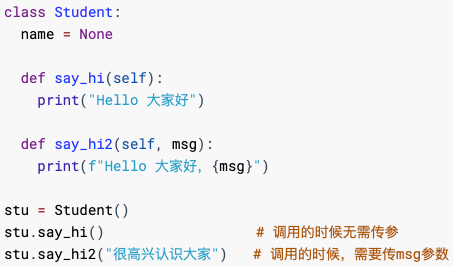 class Student:
  name = None

  def say_hi(self):
    print("Hello 大家好")

  def say_hi2(self, msg):
    print(f"Hello 大家好，{msg}")

stu = Student()
stu.say_hi()                  # 调用的时候无需传参
stu.say_hi2("很高兴认识大家")   # 调用的时候，需要传msg参数